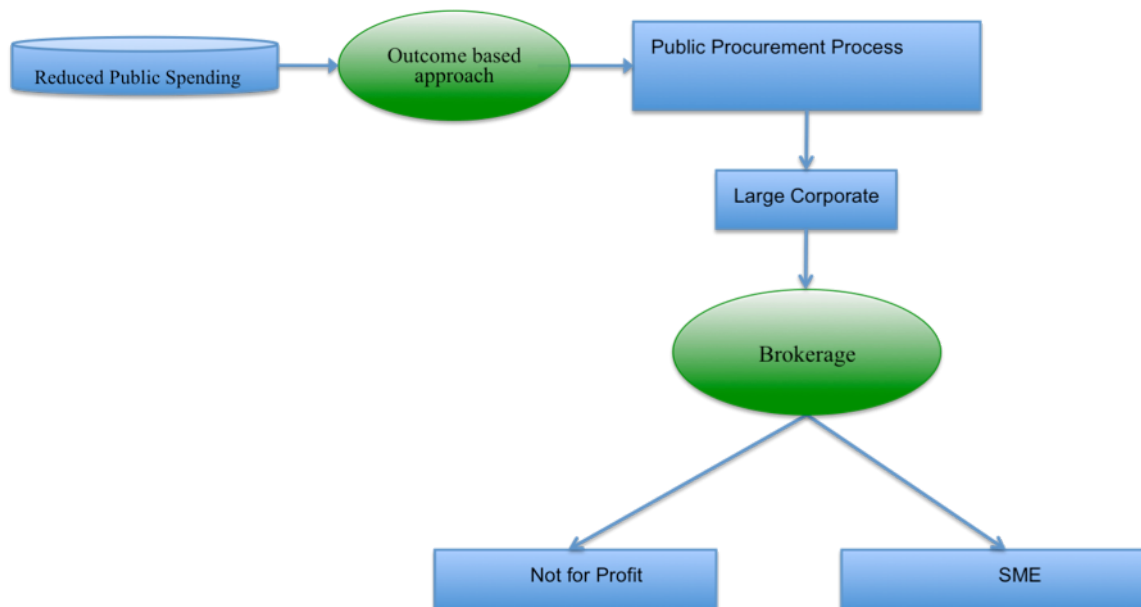 Reduced Public Spending
Outcome based
approach
Public Procurement Process
Large Corporate
Brokerage
Not for Profit
SME